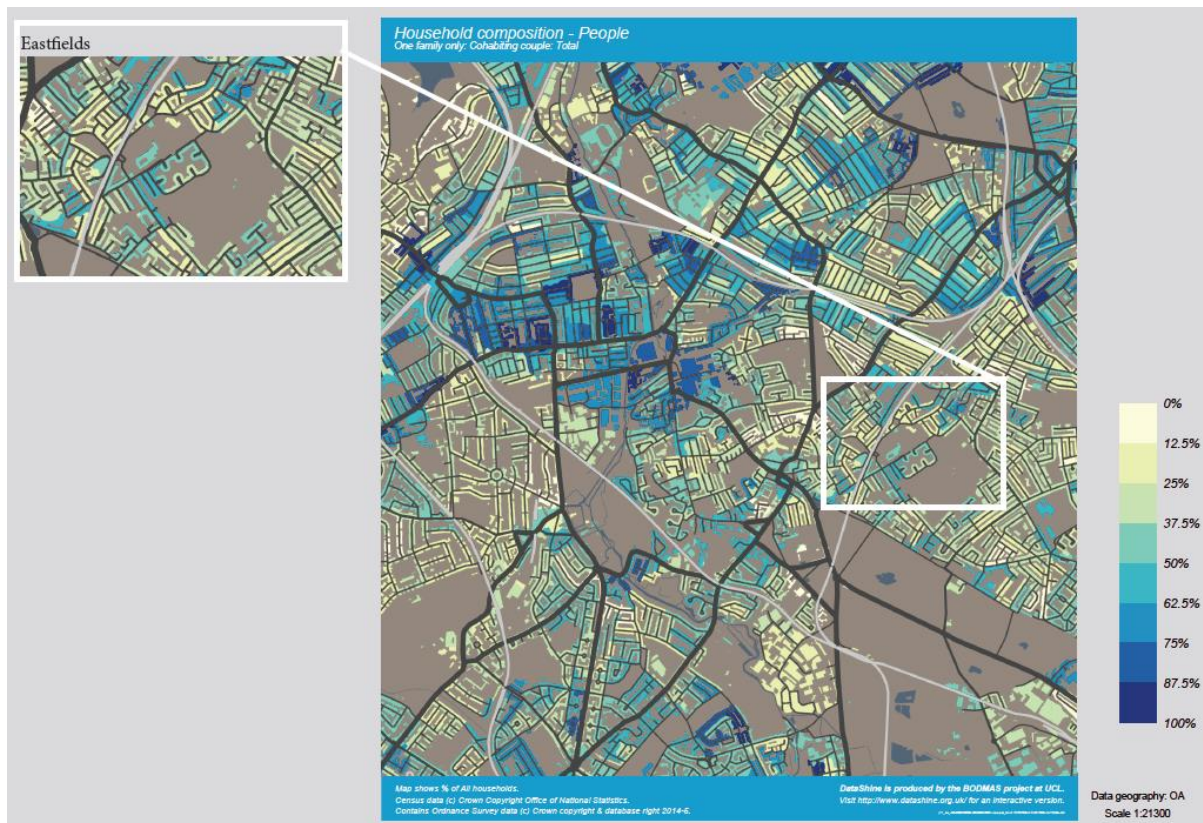 Eastfields
Household composition - People
One family only: Cohabiting couple: Total
0%
12.5%
25%
37.5%
50%
62.5%
75%
87.5%
100%
Map shows % of All households.
Census data (c) Crown Copyright Office of National Statistics.
Contains Ordnance Survey data (c) Crown copyright & database right 2014-5.
DataShine is produced by the BODMAS project at UCL.
Visit http://www.datashine.org.uk/ for an interactive version.
Data geography: OA
Scale 1:21300